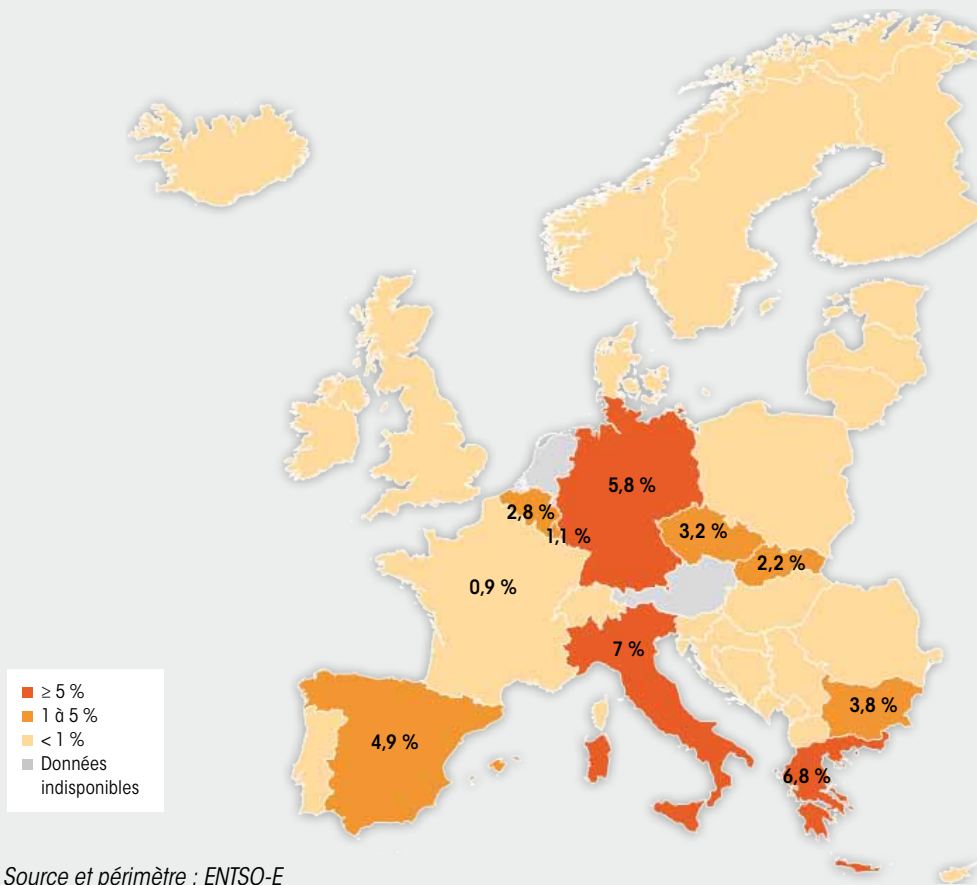 5,8 %
2,8 %
1,1 %
3,2 %
2,2 %
0,9 %
7 %
3,8 %
4,9 %
6,8 %
≥ 5 %
1 à 5 %
< 1 %
Données
indisponibles
Source et périmètre : ENTSO-E